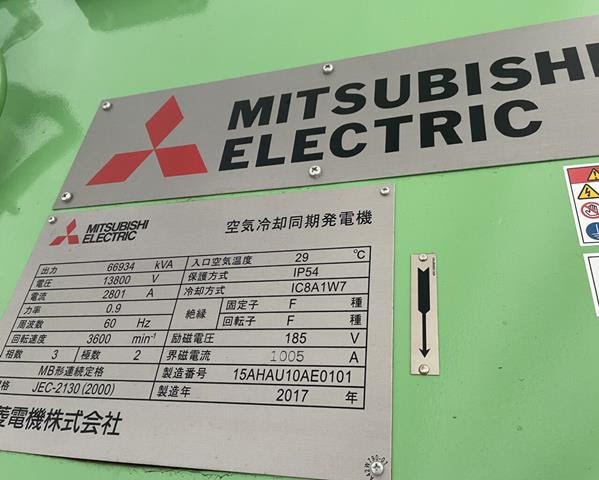 MITSUBISHI
ELECTRIC
MITSUBISHI
ELECTRIC
空気冷却同期発電機
出力 66934 kVA
電圧 13800 V
電流 2801 A
力率 0.9
周波数 60 Hz
回転速度 3600 min-1
相数 3 極数 2
MB形連続定格
格 JEC-2130 (2000)
入口空気温度 29 ℃
保護方式 IP54
冷却方式 IC8A1W7
絶縁 固定子 F 種
回転子 F 種
励磁電圧 185 V
界磁電流 1005 A
製造番号 15AHAU10AE0101
製造年 2017 年
菱電機株式会社